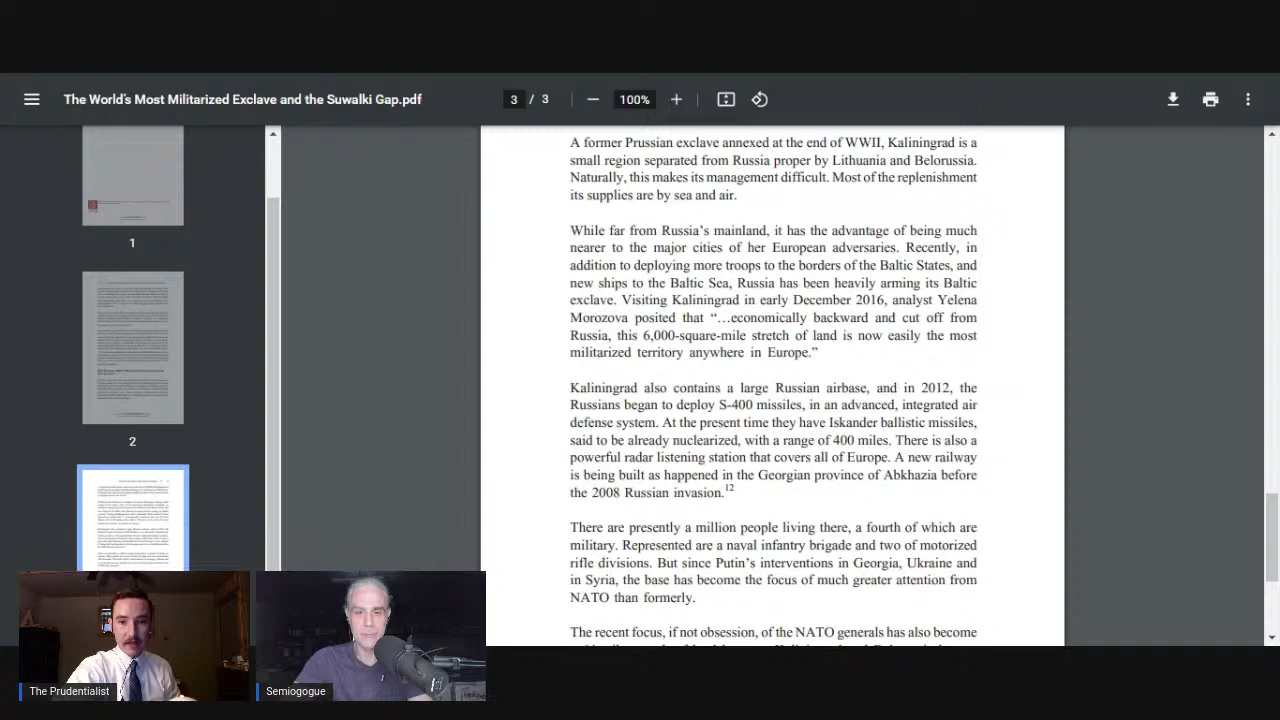 The World's Most Militarized Exclave and the Suwalki Gap.pdf
3 / 3
100%
1
2
A former Prussian exclave annexed at the end of WWII, Kaliningrad is a
small region separated from Russia proper by Lithuania and Belorussia.
Naturally, this makes its management difficult. Most of the replenishment
its supplies are by sea and air.
While far from Russia's mainland, it has the advantage of being much
nearer to the major cities of her European adversaries. Recently, in
addition to deploying more troops to the borders of the Baltic States, and
new ships to the Baltic Sea, Russia has been heavily arming its Baltic
exclave. Visiting Kaliningrad in early December 2016, analyst Yelena
Morozova posited that “…economically backward and cut off from
Russia, this 6,000-square-mile stretch of land is now easily the most
militarized territory anywhere in Europe.”
Kaliningrad also contains a large Russian airbase, and in 2012, the
Russians began to deploy S-400 missiles, in an advanced, integrated air
defense system. At the present time they have Iskander ballistic missiles,
said to be already nuclearized, with a range of 400 miles. There is also a
powerful radar listening station that covers all of Europe. A new railway
is being built as happened in the Georgian province of Abkhazia before
the 2008 Russian invasion.12
There are presently a million people living there, a fourth of which are
military. Represented are a naval infantry brigade and two of motorized
rifle divisions. But since Putin's interventions in Georgia, Ukraine and
in Syria, the base has become the focus of much greater attention from
NATO than formerly.
The recent focus, if not obsession, of the NATO generals has also become
The Prudentialist
Semiogogue